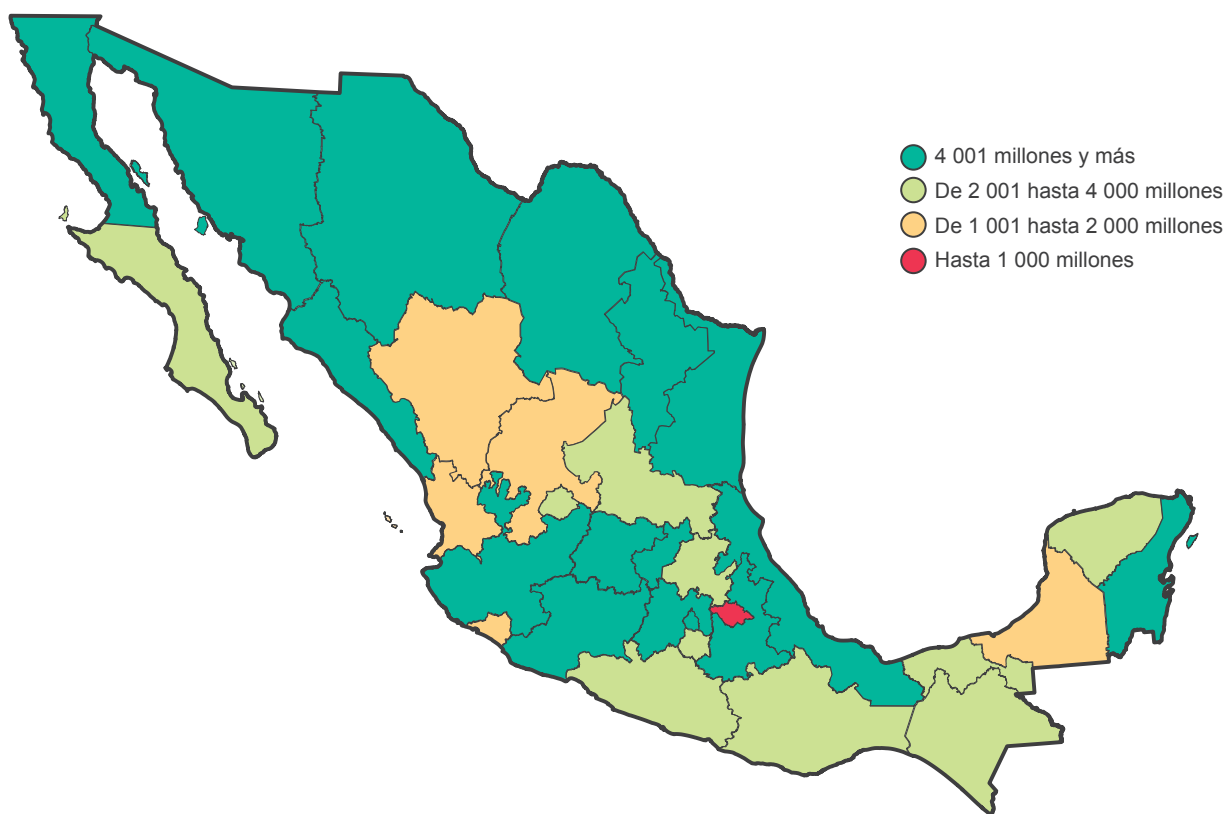 4 001 millones y más
De 2 001 hasta 4 000 millones
De 1 001 hasta 2 000 millones
Hasta 1 000 millones